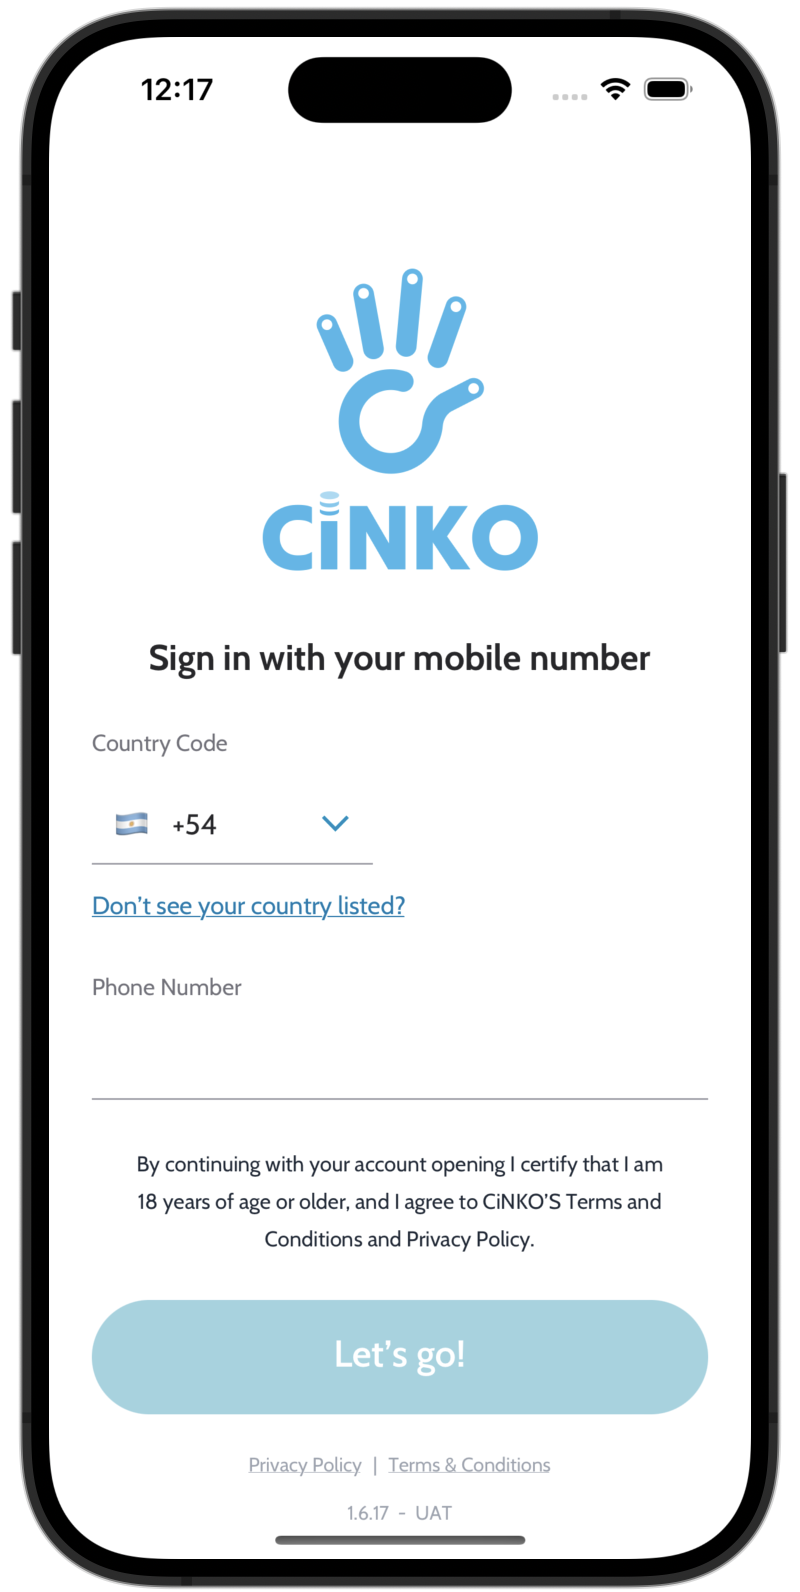 12:17
CiNKO
Sign in with your mobile number
Country Code
+54
Don't see your country listed?
Phone Number
By continuing with your account opening I certify that I am
18 years of age or older, and I agree to CiNKO'S Terms and
Conditions and Privacy Policy.
Let's go!
Privacy Policy | Terms & Conditions
1.6.17 - UAT